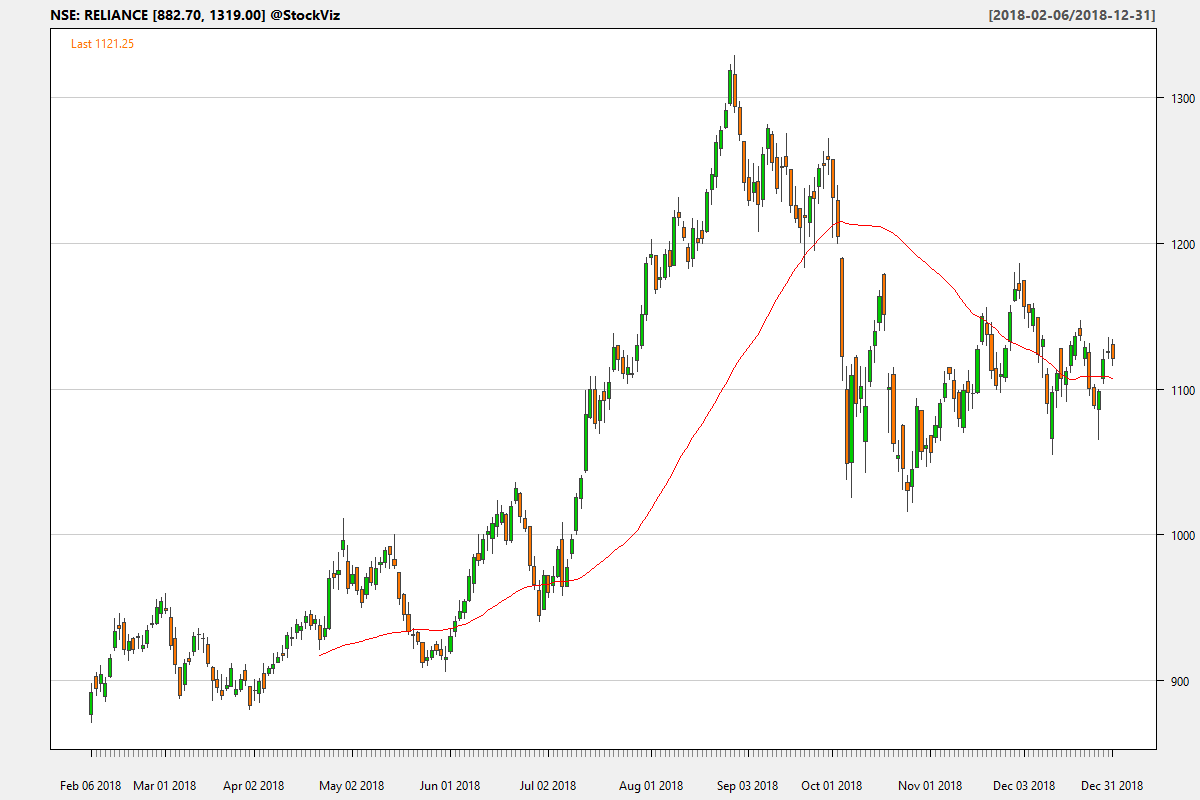 NSE: RELIANCE [882.70, 1319.00] @StockViz
[2018-02-06/2018-12-31]
Last 1121.25
1300
1200
1100
1000
900
Feb 06 2018 Mar 01 2018 Apr 02 2018 May 02 2018 Jun 01 2018 Jul 02 2018 Aug 01 2018 Sep 03 2018 Oct 01 2018 Nov 01 2018 Dec 03 2018 Dec 31 2018